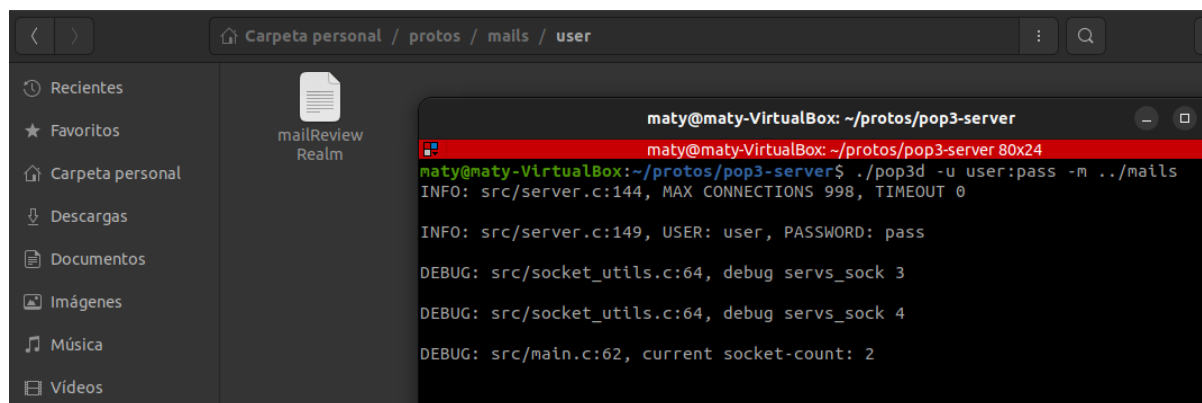 Carpeta personal / protos / mails / user
Recientes
Favoritos
Carpeta personal
Descargas
Documentos
Imágenes
Música
Vídeos
mailReview
Realm
maty@maty-VirtualBox: ~/protos/pop3-server
maty@maty-VirtualBox: ~/protos/pop3-server 80x24
maty@maty-VirtualBox:~/protos/pop3-server$ ./pop3d -u user:pass -m ../mails
INFO: src/server.c:144, MAX CONNECTIONS 998, TIMEOUT 0
INFO: src/server.c:149, USER: user, PASSWORD: pass
DEBUG: src/socket_utils.c:64, debug servs_sock 3
DEBUG: src/socket_utils.c:64, debug servs_sock 4
DEBUG: src/main.c:62, current socket-count: 2